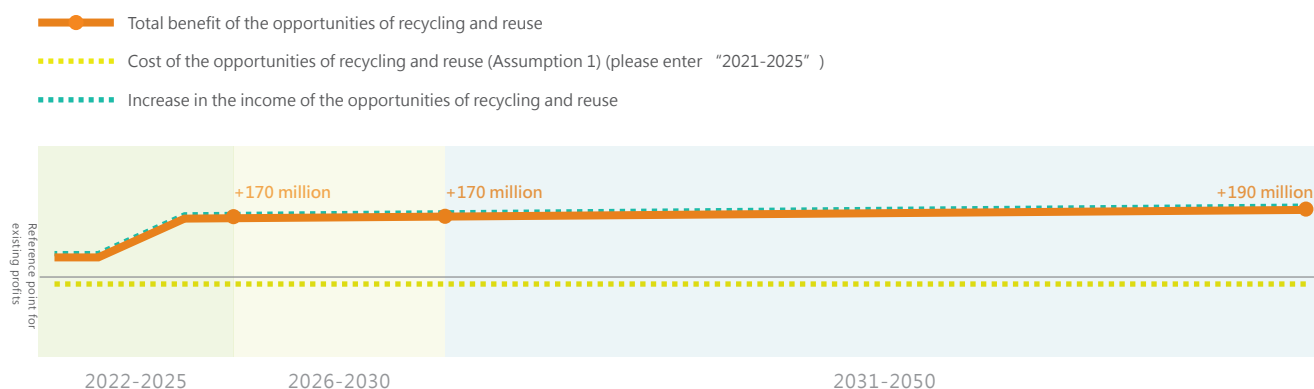 Total benefit of the opportunities of recycling and reuse
Cost of the opportunities of recycling and reuse (Assumption 1) (please enter “2021-2025”)
Increase in the income of the opportunities of recycling and reuse
+170 million
+170 million
+190 million
Reference point for
existing profits
2022-2025
2026-2030
2031-2050